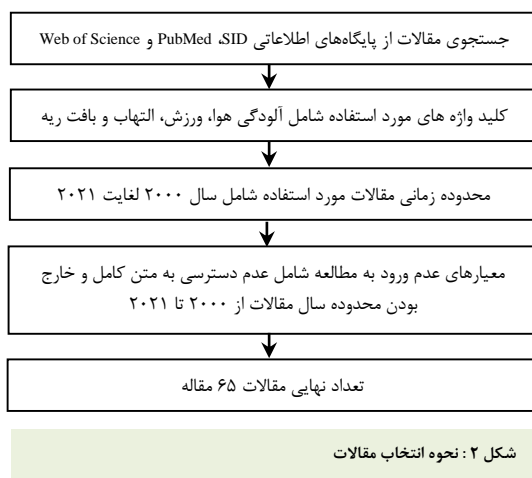 جستجوی مقالات از پایگاه‌های اطلاعاتی SID، PubMed و Web of Science
کلید واژه های مورد استفاده شامل آلودگی هوا، ورزش، التهاب و بافت ریه
محدوده زمانی مقالات مورد استفاده شامل سال ۲۰۰۰ لغایت ۲۰۲۱
معیارهای عدم ورود به مطالعه شامل عدم دسترسی به متن کامل و خارج
بودن محدوده سال مقالات از ۲۰۰۰ تا ۲۰۲۱
تعداد نهایی مقالات ۶۵ مقاله
شکل ۲ : نحوه انتخاب مقالات